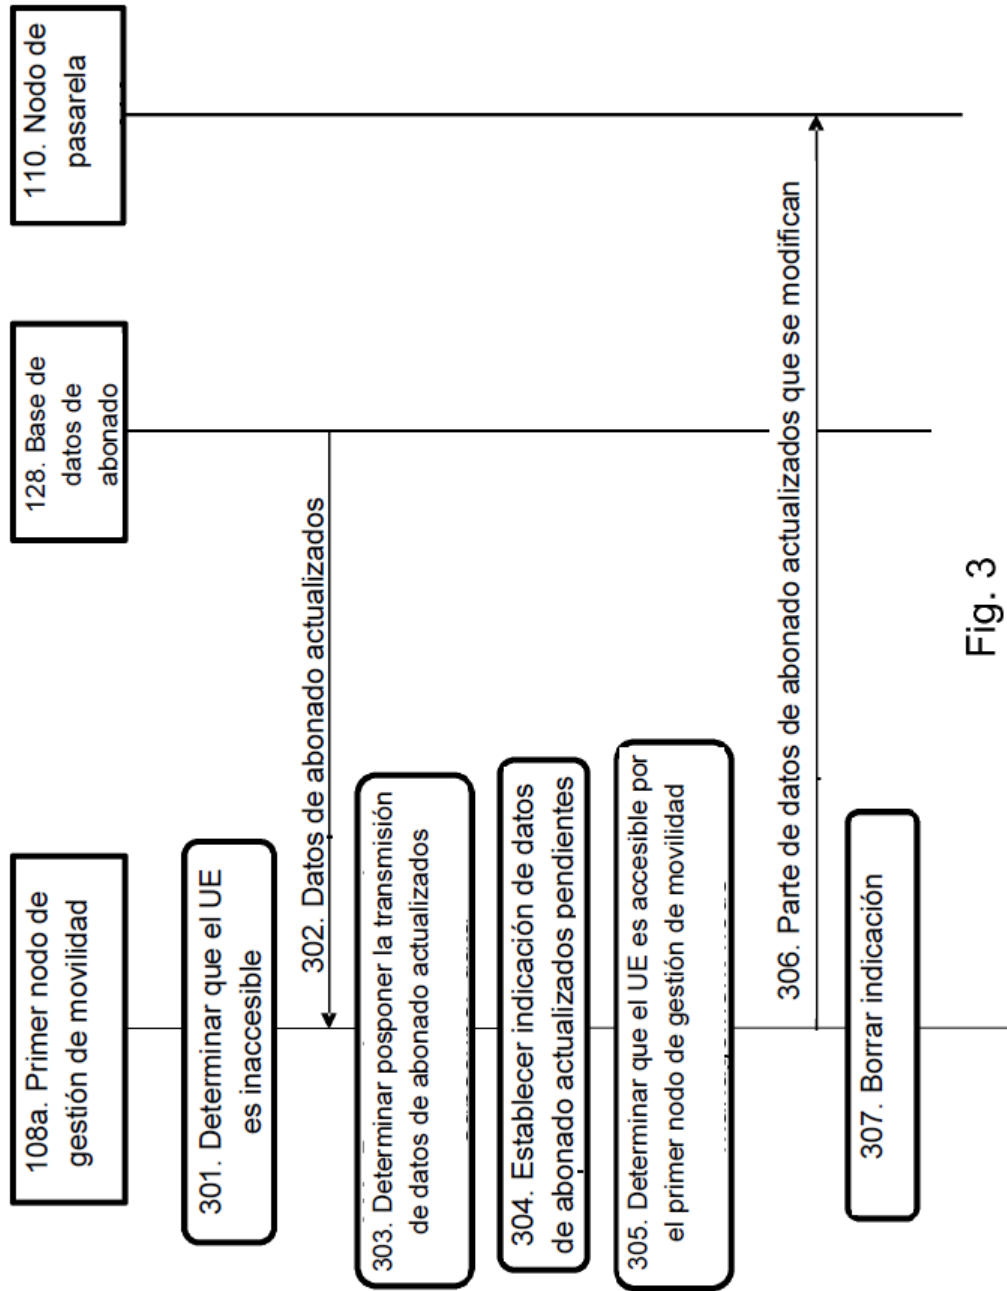 108a. Primer nodo de
gestión de movilidad
128. Base de
datos de
abonado
110. Nodo de
pasarela
301. Determinar que el UE
es inaccesible
302. Datos de abonado actualizados
303. Determinar posponer la transmisión
de datos de abonado actualizados
304. Establecer indicación de datos
de abonado actualizados pendientes
305. Determinar que el UE es accesible por
el primer nodo de gestión de movilidad
306. Parte de datos de abonado actualizados que se modifican
307. Borrar indicación
Fig. 3